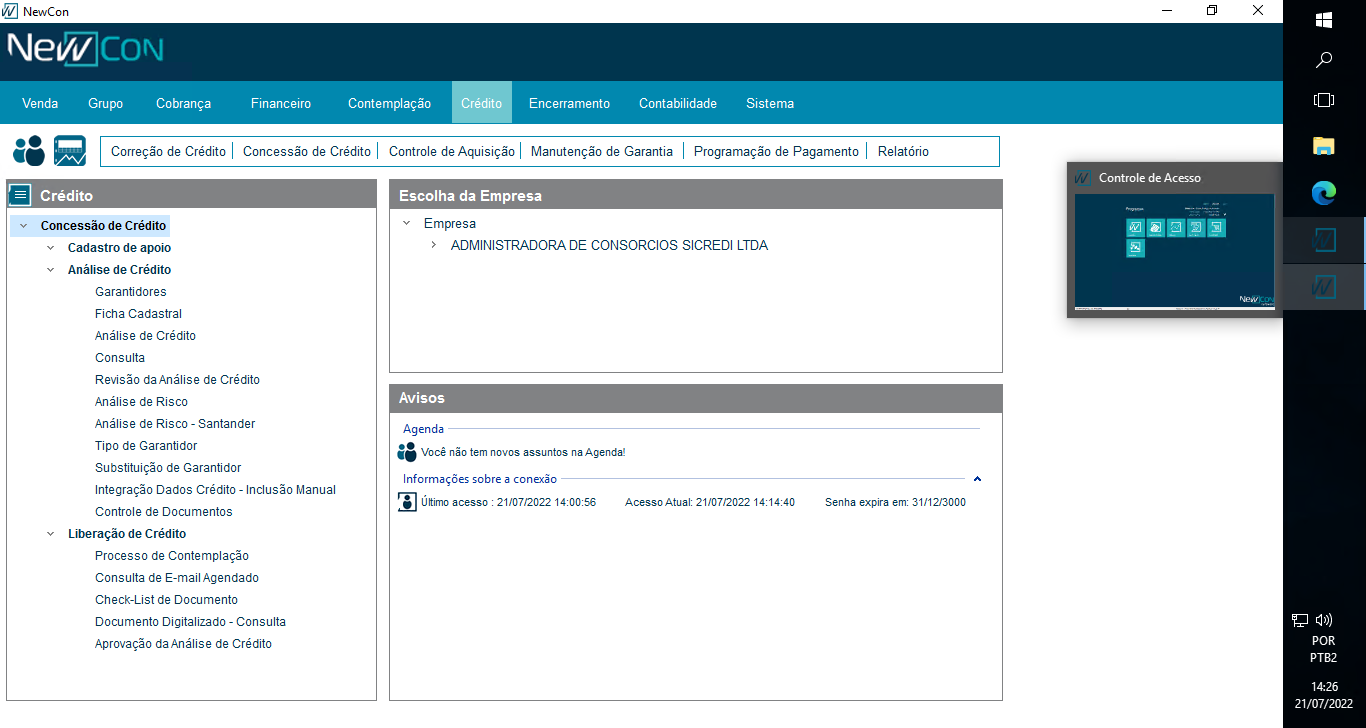 NewCon
NEWCON
Venda Grupo Cobrança Financeiro Contemplação Crédito Encerramento Contabilidade Sistema
Correção de Crédito Concessão de Crédito Controle de Aquisição Manutenção de Garantia Programação de Pagamento Relatório
Crédito
Concessão de Crédito
Cadastro de apoio
Análise de Crédito
Garantidores
Ficha Cadastral
Análise de Crédito
Consulta
Revisão da Análise de Crédito
Análise de Risco
Análise de Risco - Santander
Tipo de Garantidor
Substituição de Garantidor
Integração Dados Crédito - Inclusão Manual
Controle de Documentos
Liberação de Crédito
Processo de Contemplação
Consulta de E-mail Agendado
Check-List de Documento
Documento Digitalizado - Consulta
Aprovação da Análise de Crédito
Escolha da Empresa
Empresa
ADMINISTRADORA DE CONSORCIOS SICREDI LTDA
Avisos
Agenda
Você não tem novos assuntos na Agenda!
Informações sobre a conexão
Último acesso : 21/07/2022 14:00:56 Acesso Atual: 21/07/2022 14:14:40 Senha expira em: 31/12/3000
Controle de Acesso
Programas
NEWCON
POR
PTB2
14:26
21/07/2022